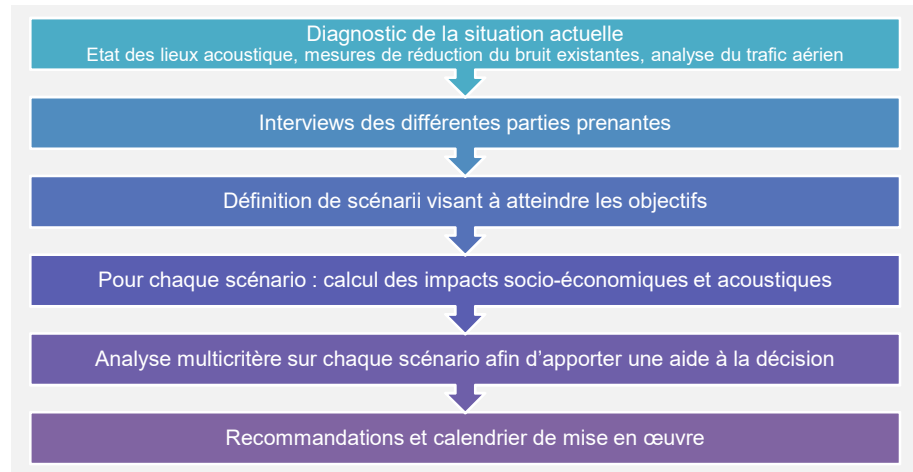 Diagnostic de la situation actuelle
Etat des lieux acoustique, mesures de réduction du bruit existantes, analyse du trafic aérien
Interviews des différentes parties prenantes
Définition de scénarii visant à atteindre les objectifs
Pour chaque scénario : calcul des impacts socio-économiques et acoustiques
Analyse multicritère sur chaque scénario afin d’apporter une aide à la décision
Recommandations et calendrier de mise en œuvre